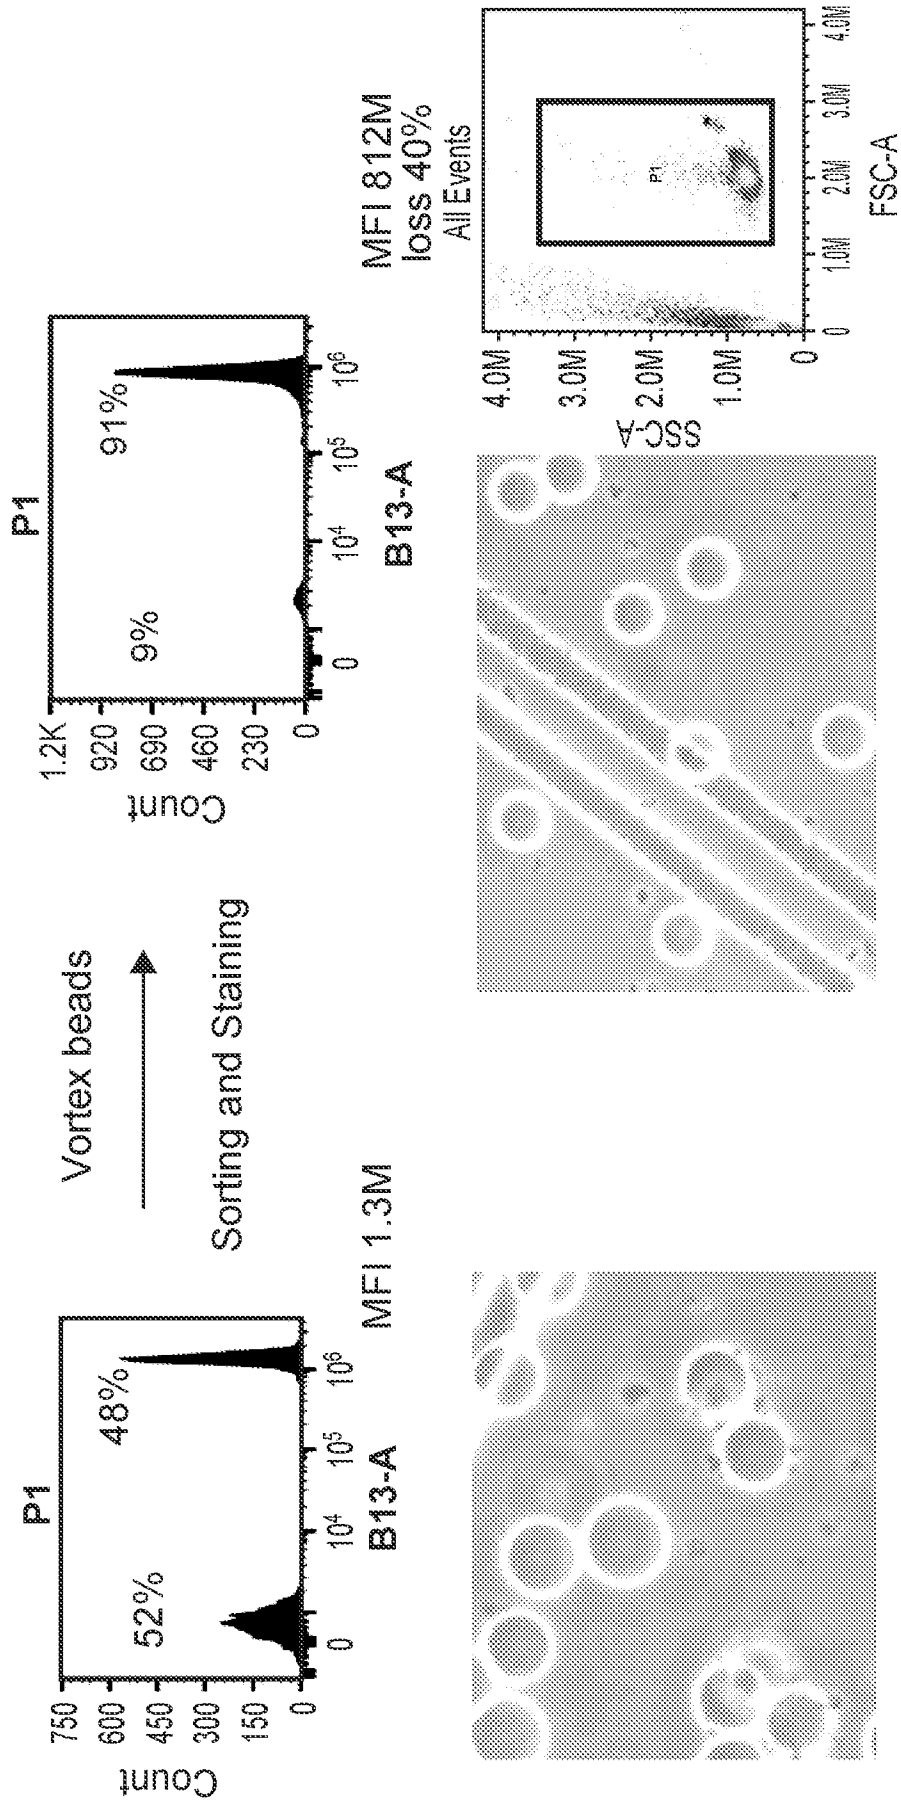 P1
750
600
450
300
150
0
Count
52%
48%
0
10⁴
10⁵
10⁶
B13-A
MFI 1.3M
Vortex beads
Sorting and Staining
P1
1.2K
920
690
460
230
0
Count
9%
91%
0
10⁴
10⁵
10⁶
B13-A
MFI 812M
loss 40%
All Events
4.0M
3.0M
2.0M
1.0M
0
SSC-A
P1
0
1.0M
2.0M
3.0M
4.0M
FSC-A